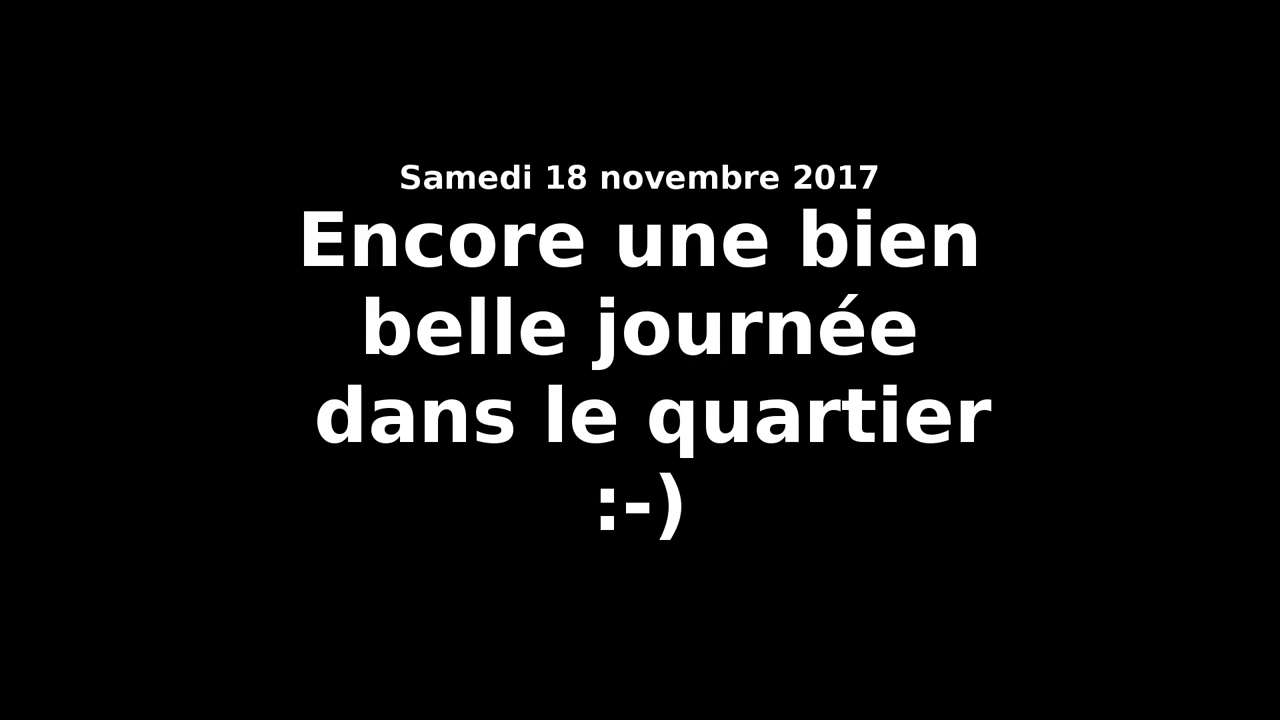 Samedi 18 novembre 2017
Encore une bien
belle journée
dans le quartier
:-)